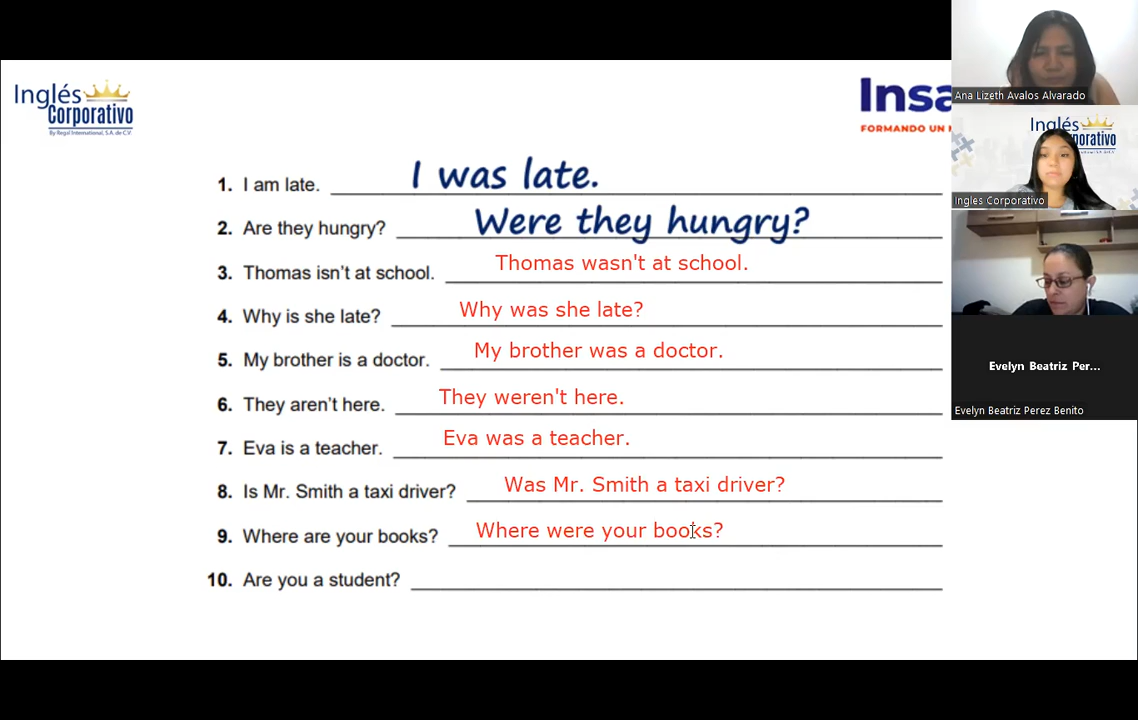 Inglés
Corporativo
By Regal International, S.A. de C.V.
Insa
FORMANDO UN
1. I am late. I was late.
2. Are they hungry? Were they hungry?
3. Thomas isn't at school. Thomas wasn't at school.
4. Why is she late? Why was she late?
5. My brother is a doctor. My brother was a doctor.
6. They aren't here. They weren't here.
7. Eva is a teacher. Eva was a teacher.
8. Is Mr. Smith a taxi driver? Was Mr. Smith a taxi driver?
9. Where are your books? Where were your books?
10. Are you a student?
Ana Lizeth Avalos Alvarado
Inglés
Corporativo
Ingles Corporativo
Evelyn Beatriz Per...
Evelyn Beatriz Perez Benito